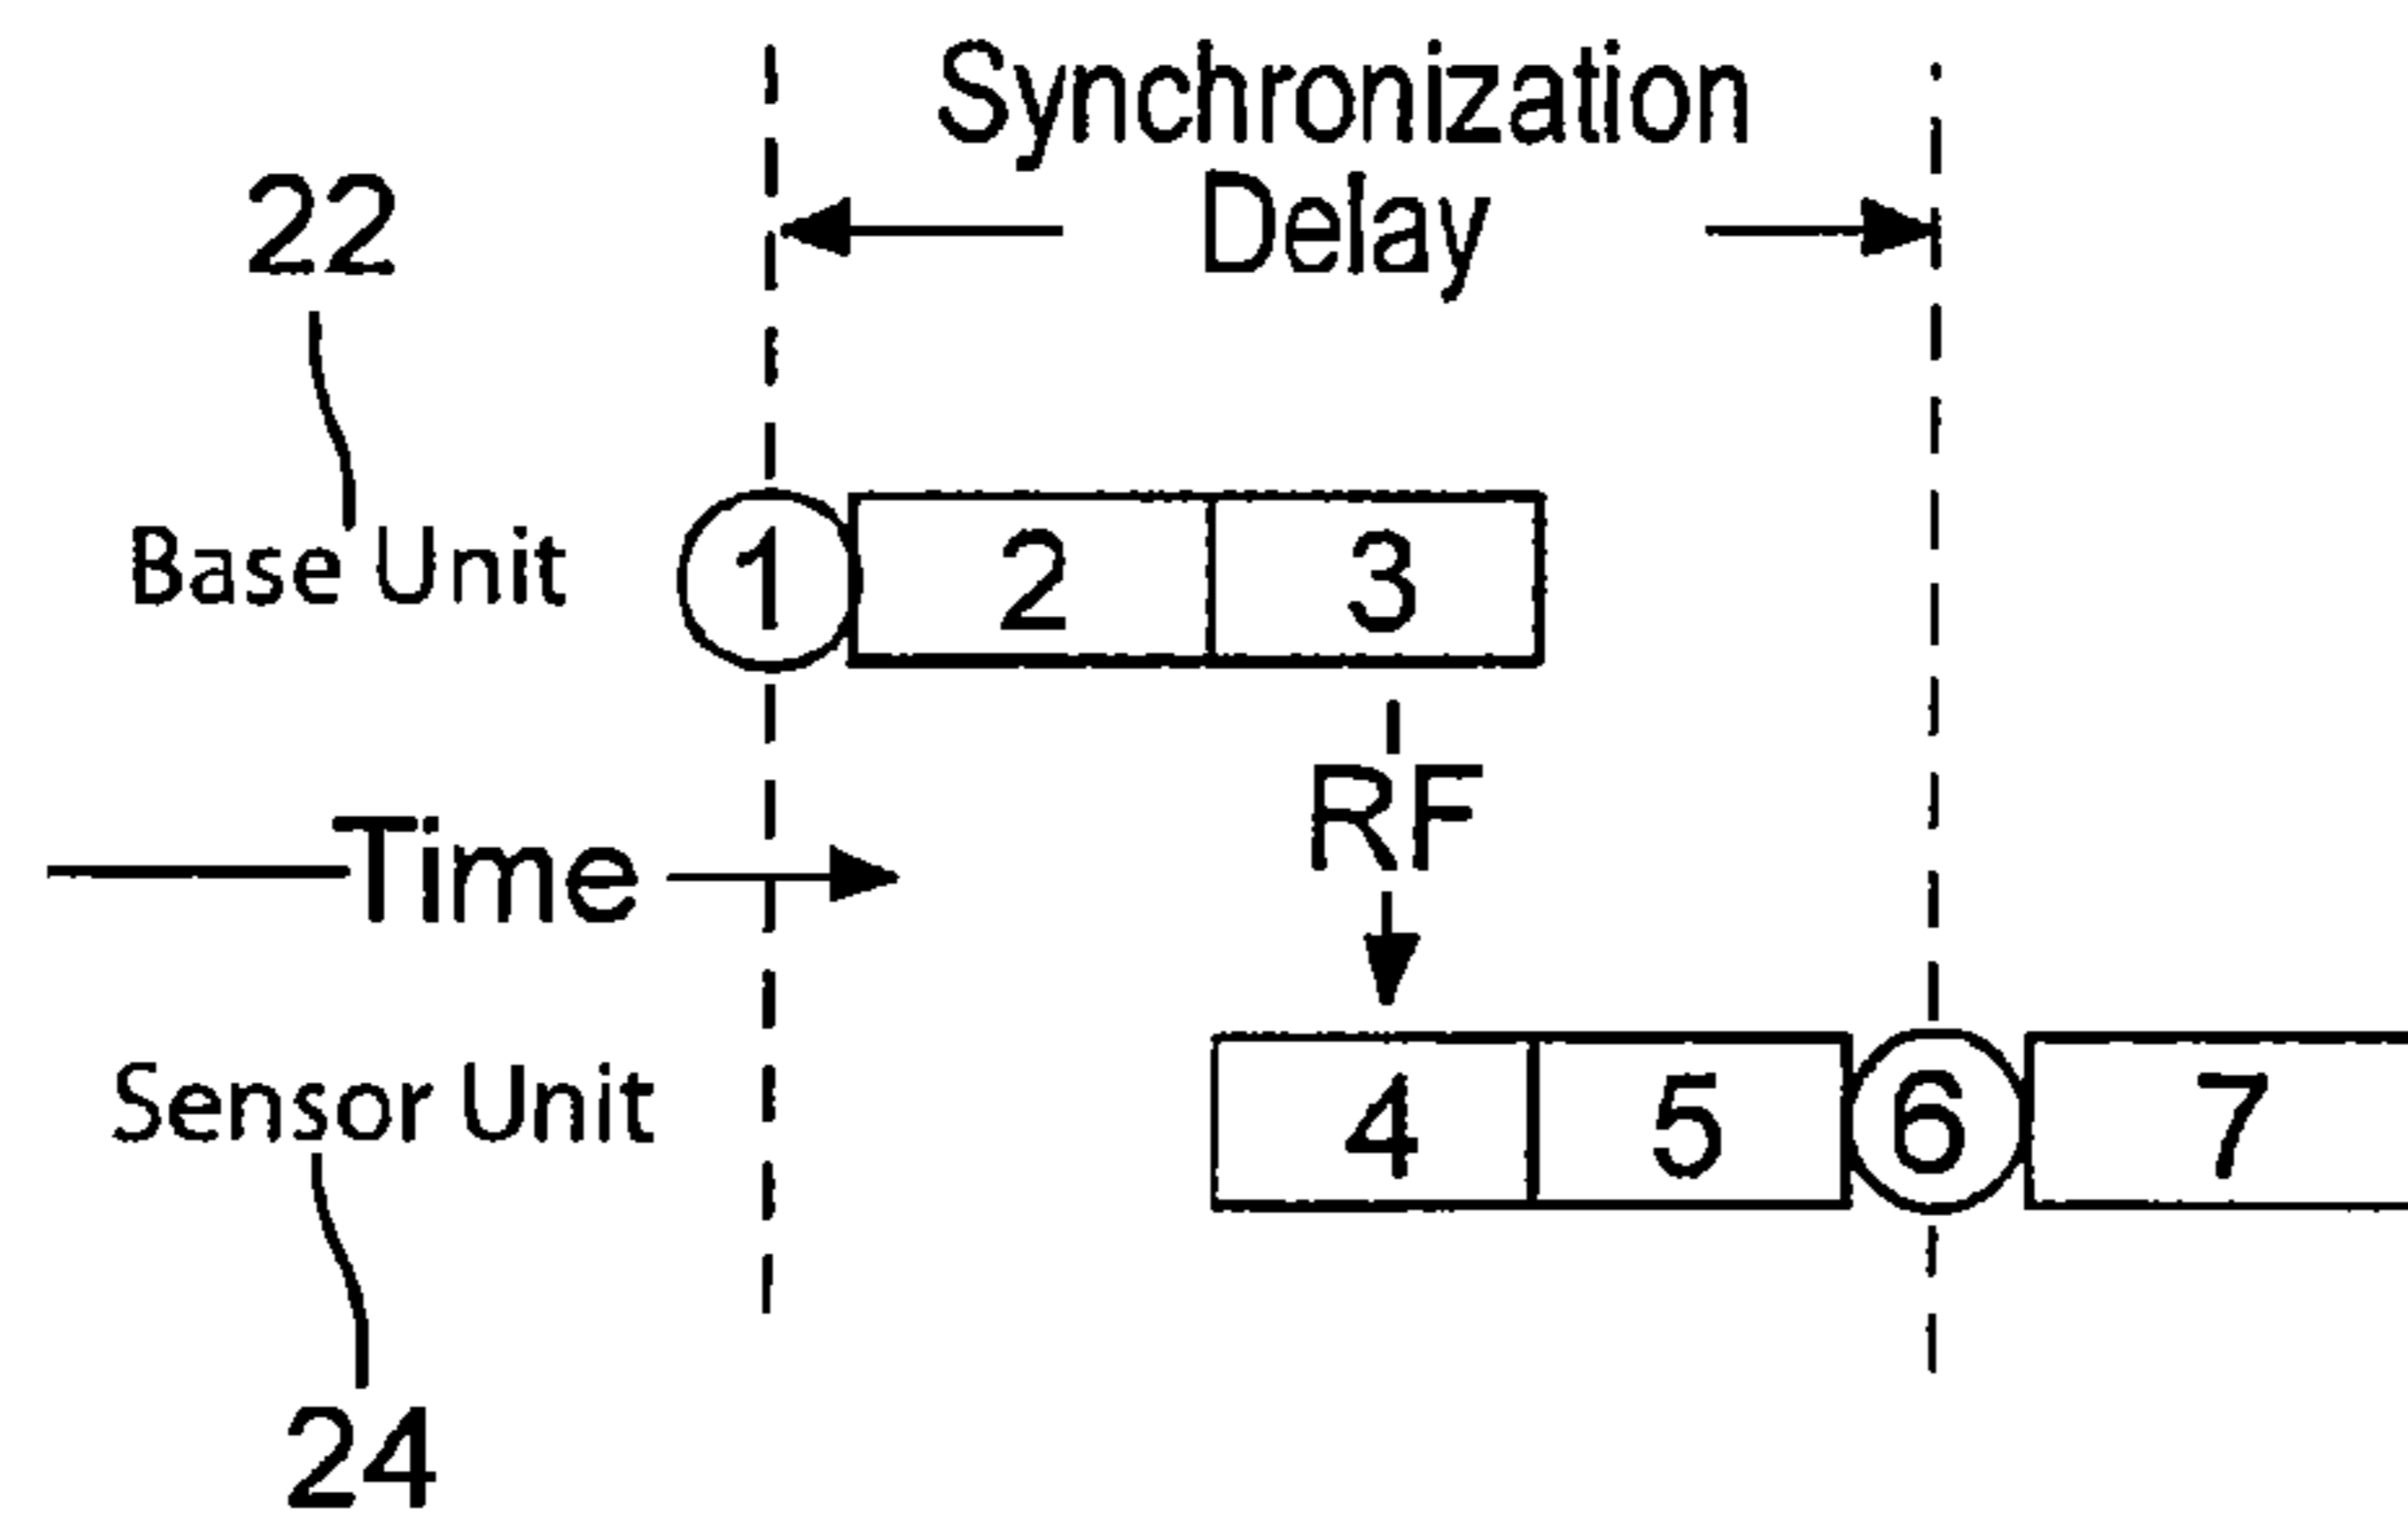 Synchronization
Delay
22
Base Unit
1 2 3
RF
Time
Sensor Unit
4 5 6 7
24